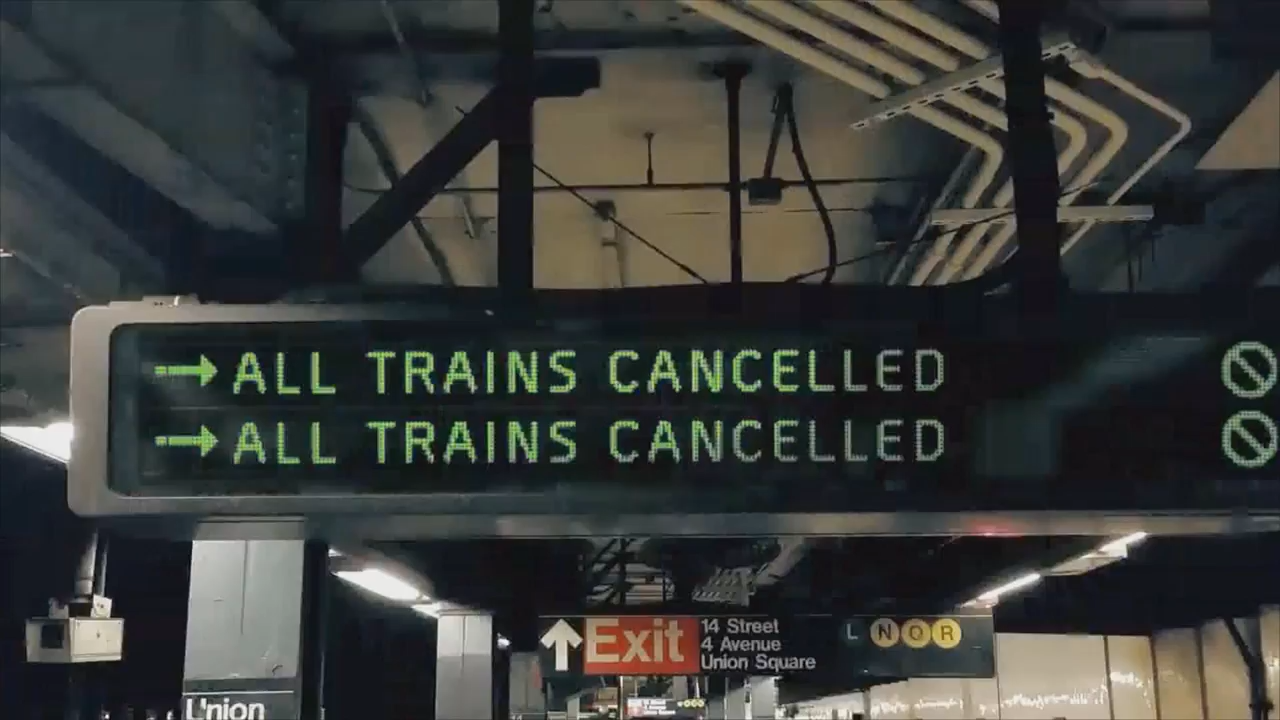 → ALL TRAINS CANCELLED
→ ALL TRAINS CANCELLED
↑ Exit
14 Street
4 Avenue
Union Square
L N Q R
Union